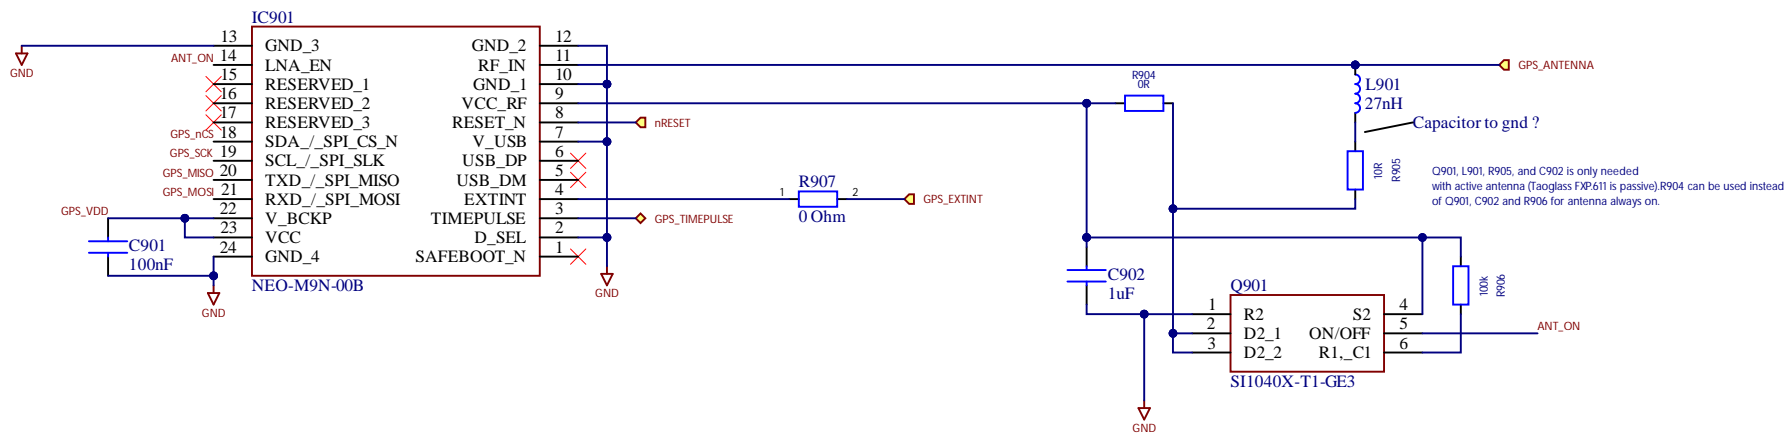 IC901
13 GND_3 GND_2 12
GND
ANT_ON 14 LNA_EN RF_IN 11
GPS_ANTENNA
15 RESERVED_1 GND_1 10
16 RESERVED_2 VCC_RF 9
17 RESERVED_3 RESET_N 8
nRESET
GPS_nCS 18 SDA_/_SPI_CS_N V_USB 7
GPS_SCK 19 SCL_/_SPI_SLK USB_DP 6
GPS_MISO 20 TXD_/_SPI_MISO USB_DM 5
GPS_MOSI 21 RXD_/_SPI_MOSI EXTINT 4
GPS_VDD 22 V_BCKP TIMEPULSE 3
GPS_TIMEPULSE
23 VCC D_SEL 2
24 GND_4 SAFEBOOT_N 1
NEO-M9N-00B
C901
100nF
GND
GND
R907
1 2
0 Ohm
GPS_EXTINT
R904
0R
L901
27nH
Capacitor to gnd ?
10R
R905
Q901, L901, R905, and C902 is only needed
with active antenna (Taoglass FXP.611 is passive).R904 can be used instead
of Q901, C902 and R906 for antenna always on.
C902
1uF
Q901
1 R2 S2 4
2 D2_1 ON/OFF 5
ANT_ON
3 D2_2 R1,_C1 6
SI1040X-T1-GE3
100k
R906
GND